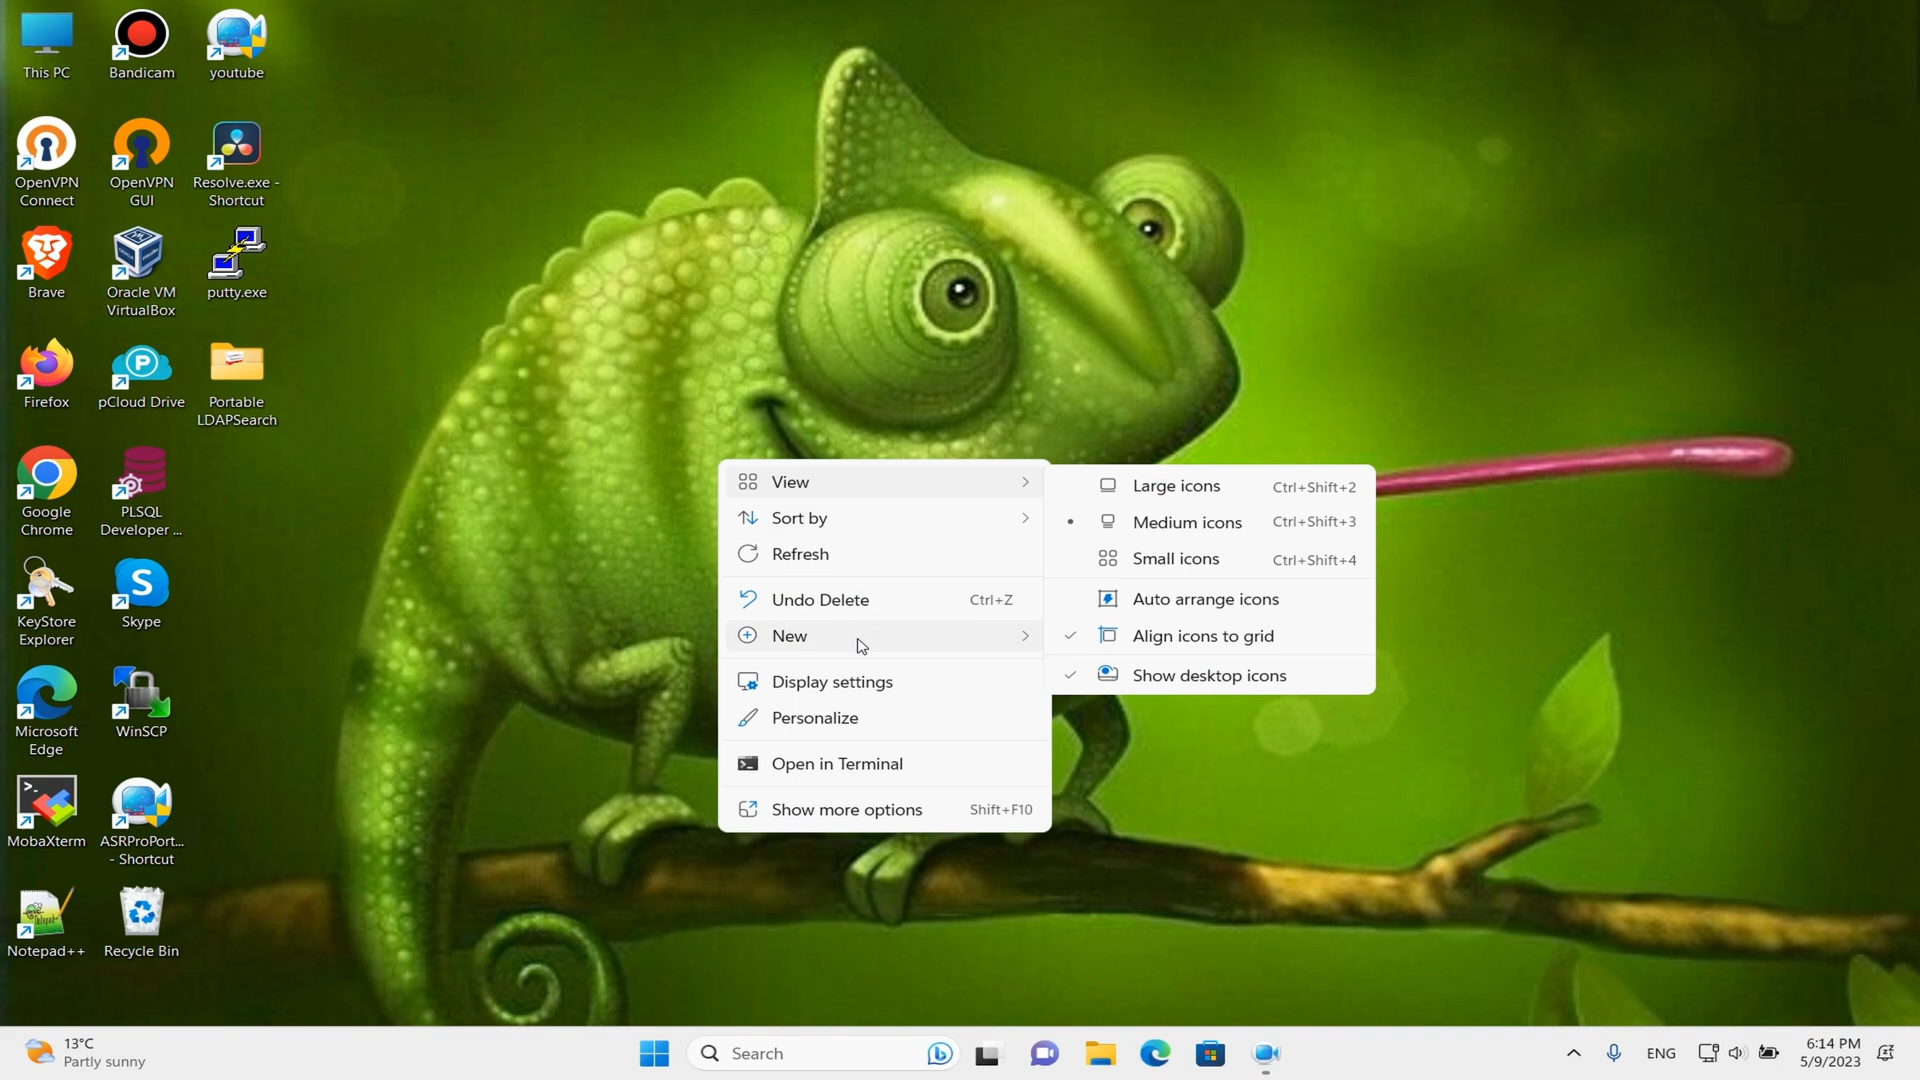 This PC
Bandicam
youtube
OpenVPN
Connect
OpenVPN
GUI
Resolve.exe -
Shortcut
Brave
Oracle VM
VirtualBox
putty.exe
Firefox
pCloud Drive
Portable
LDAPSearch
Google
Chrome
PLSQL
Developer ...
KeyStore
Explorer
Skype
Microsoft
Edge
WinSCP
MobaXterm
ASRProPort...
- Shortcut
Notepad++
Recycle Bin
View
Sort by
Refresh
Undo Delete Ctrl+Z
New
Display settings
Personalize
Open in Terminal
Show more options Shift+F10
Large icons Ctrl+Shift+2
Medium icons Ctrl+Shift+3
Small icons Ctrl+Shift+4
Auto arrange icons
Align icons to grid
Show desktop icons
13°C
Partly sunny
Search
ENG
6:14 PM
5/9/2023